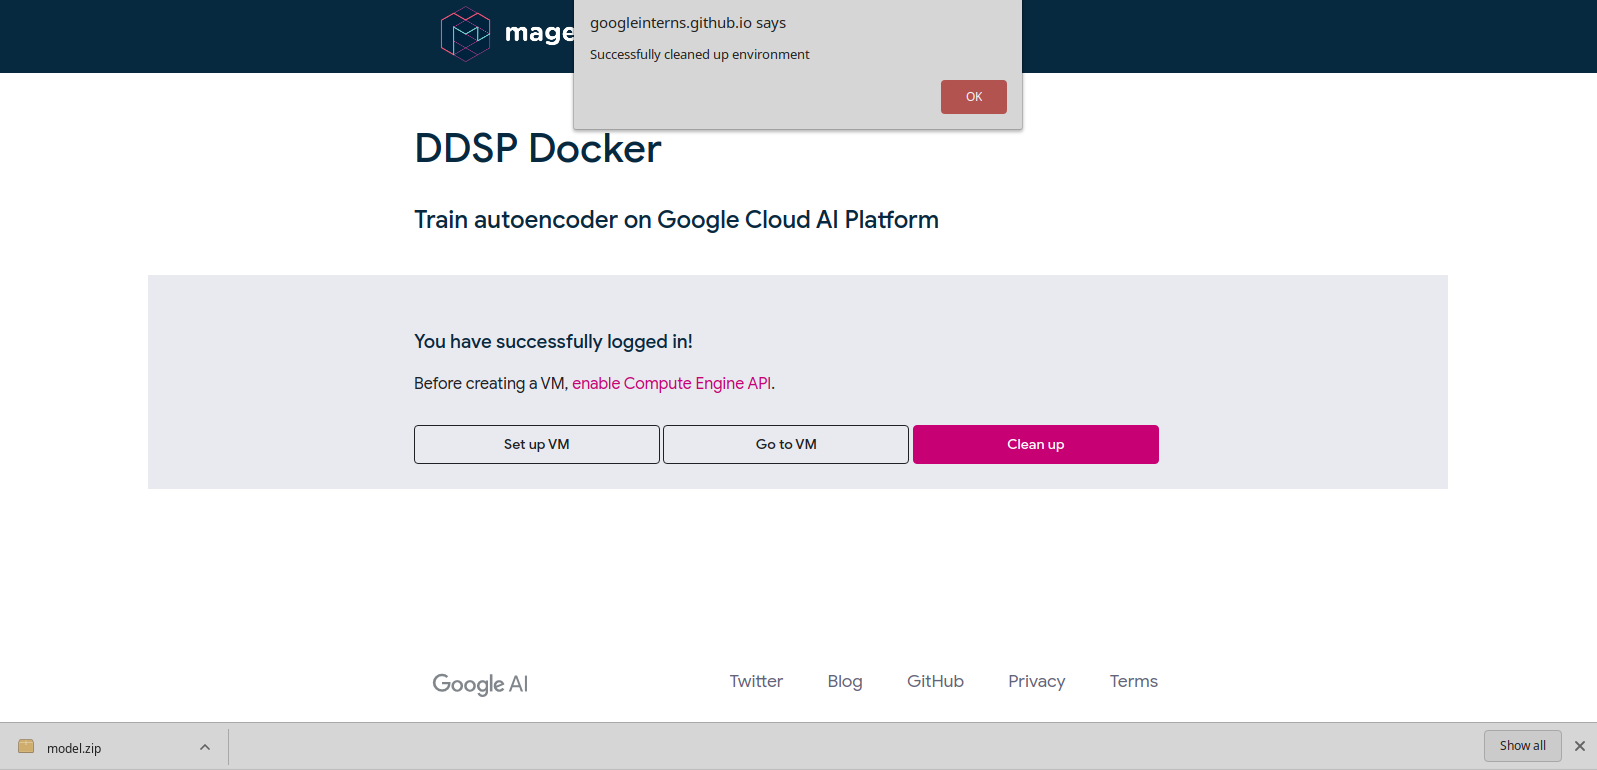 mage
googleinterns.github.io says
Successfully cleaned up environment
OK
DDSP Docker
Train autoencoder on Google Cloud AI Platform
You have successfully logged in!
Before creating a VM, enable Compute Engine API.
Set up VM
Go to VM
Clean up
Google AI
Twitter
Blog
GitHub
Privacy
Terms
model.zip
Show all